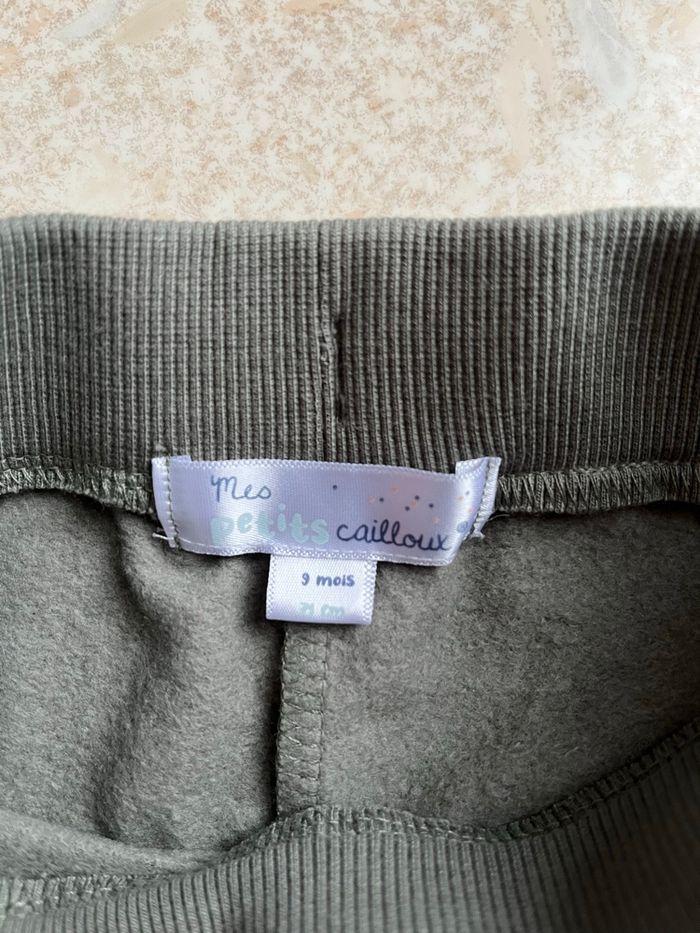 Mes
petits cailloux
9 mois
71 cm